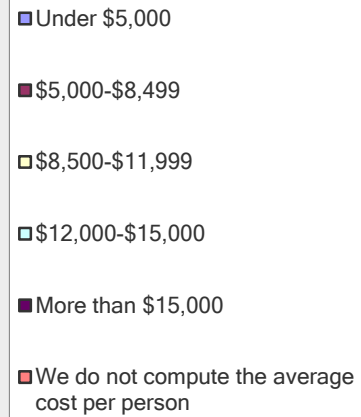 Under $5,000
$5,000-$8,499
$8,500-$11,999
$12,000-$15,000
More than $15,000
We do not compute the average
cost per person